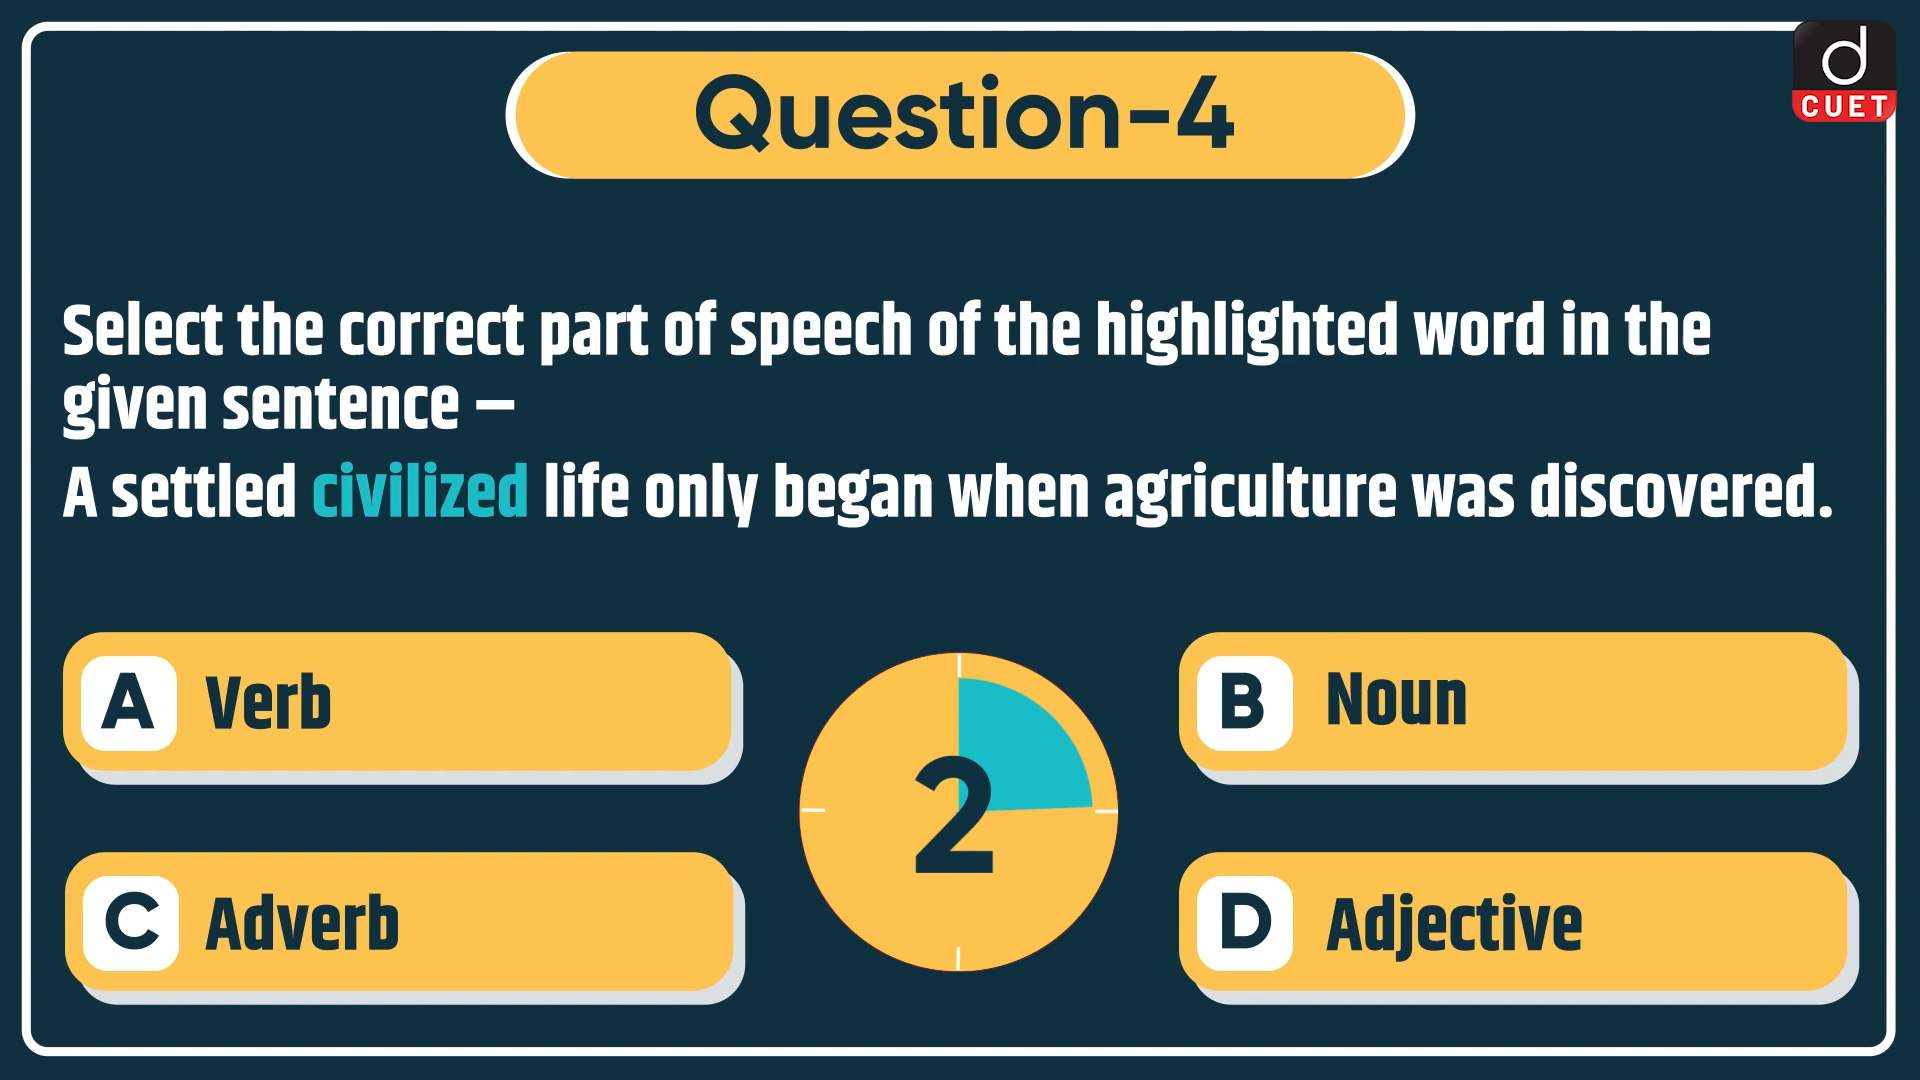 d
CUET
Question-4
Select the correct part of speech of the highlighted word in the
given sentence –
A settled civilized life only began when agriculture was discovered.
A Verb
B Noun
2
C Adverb
D Adjective